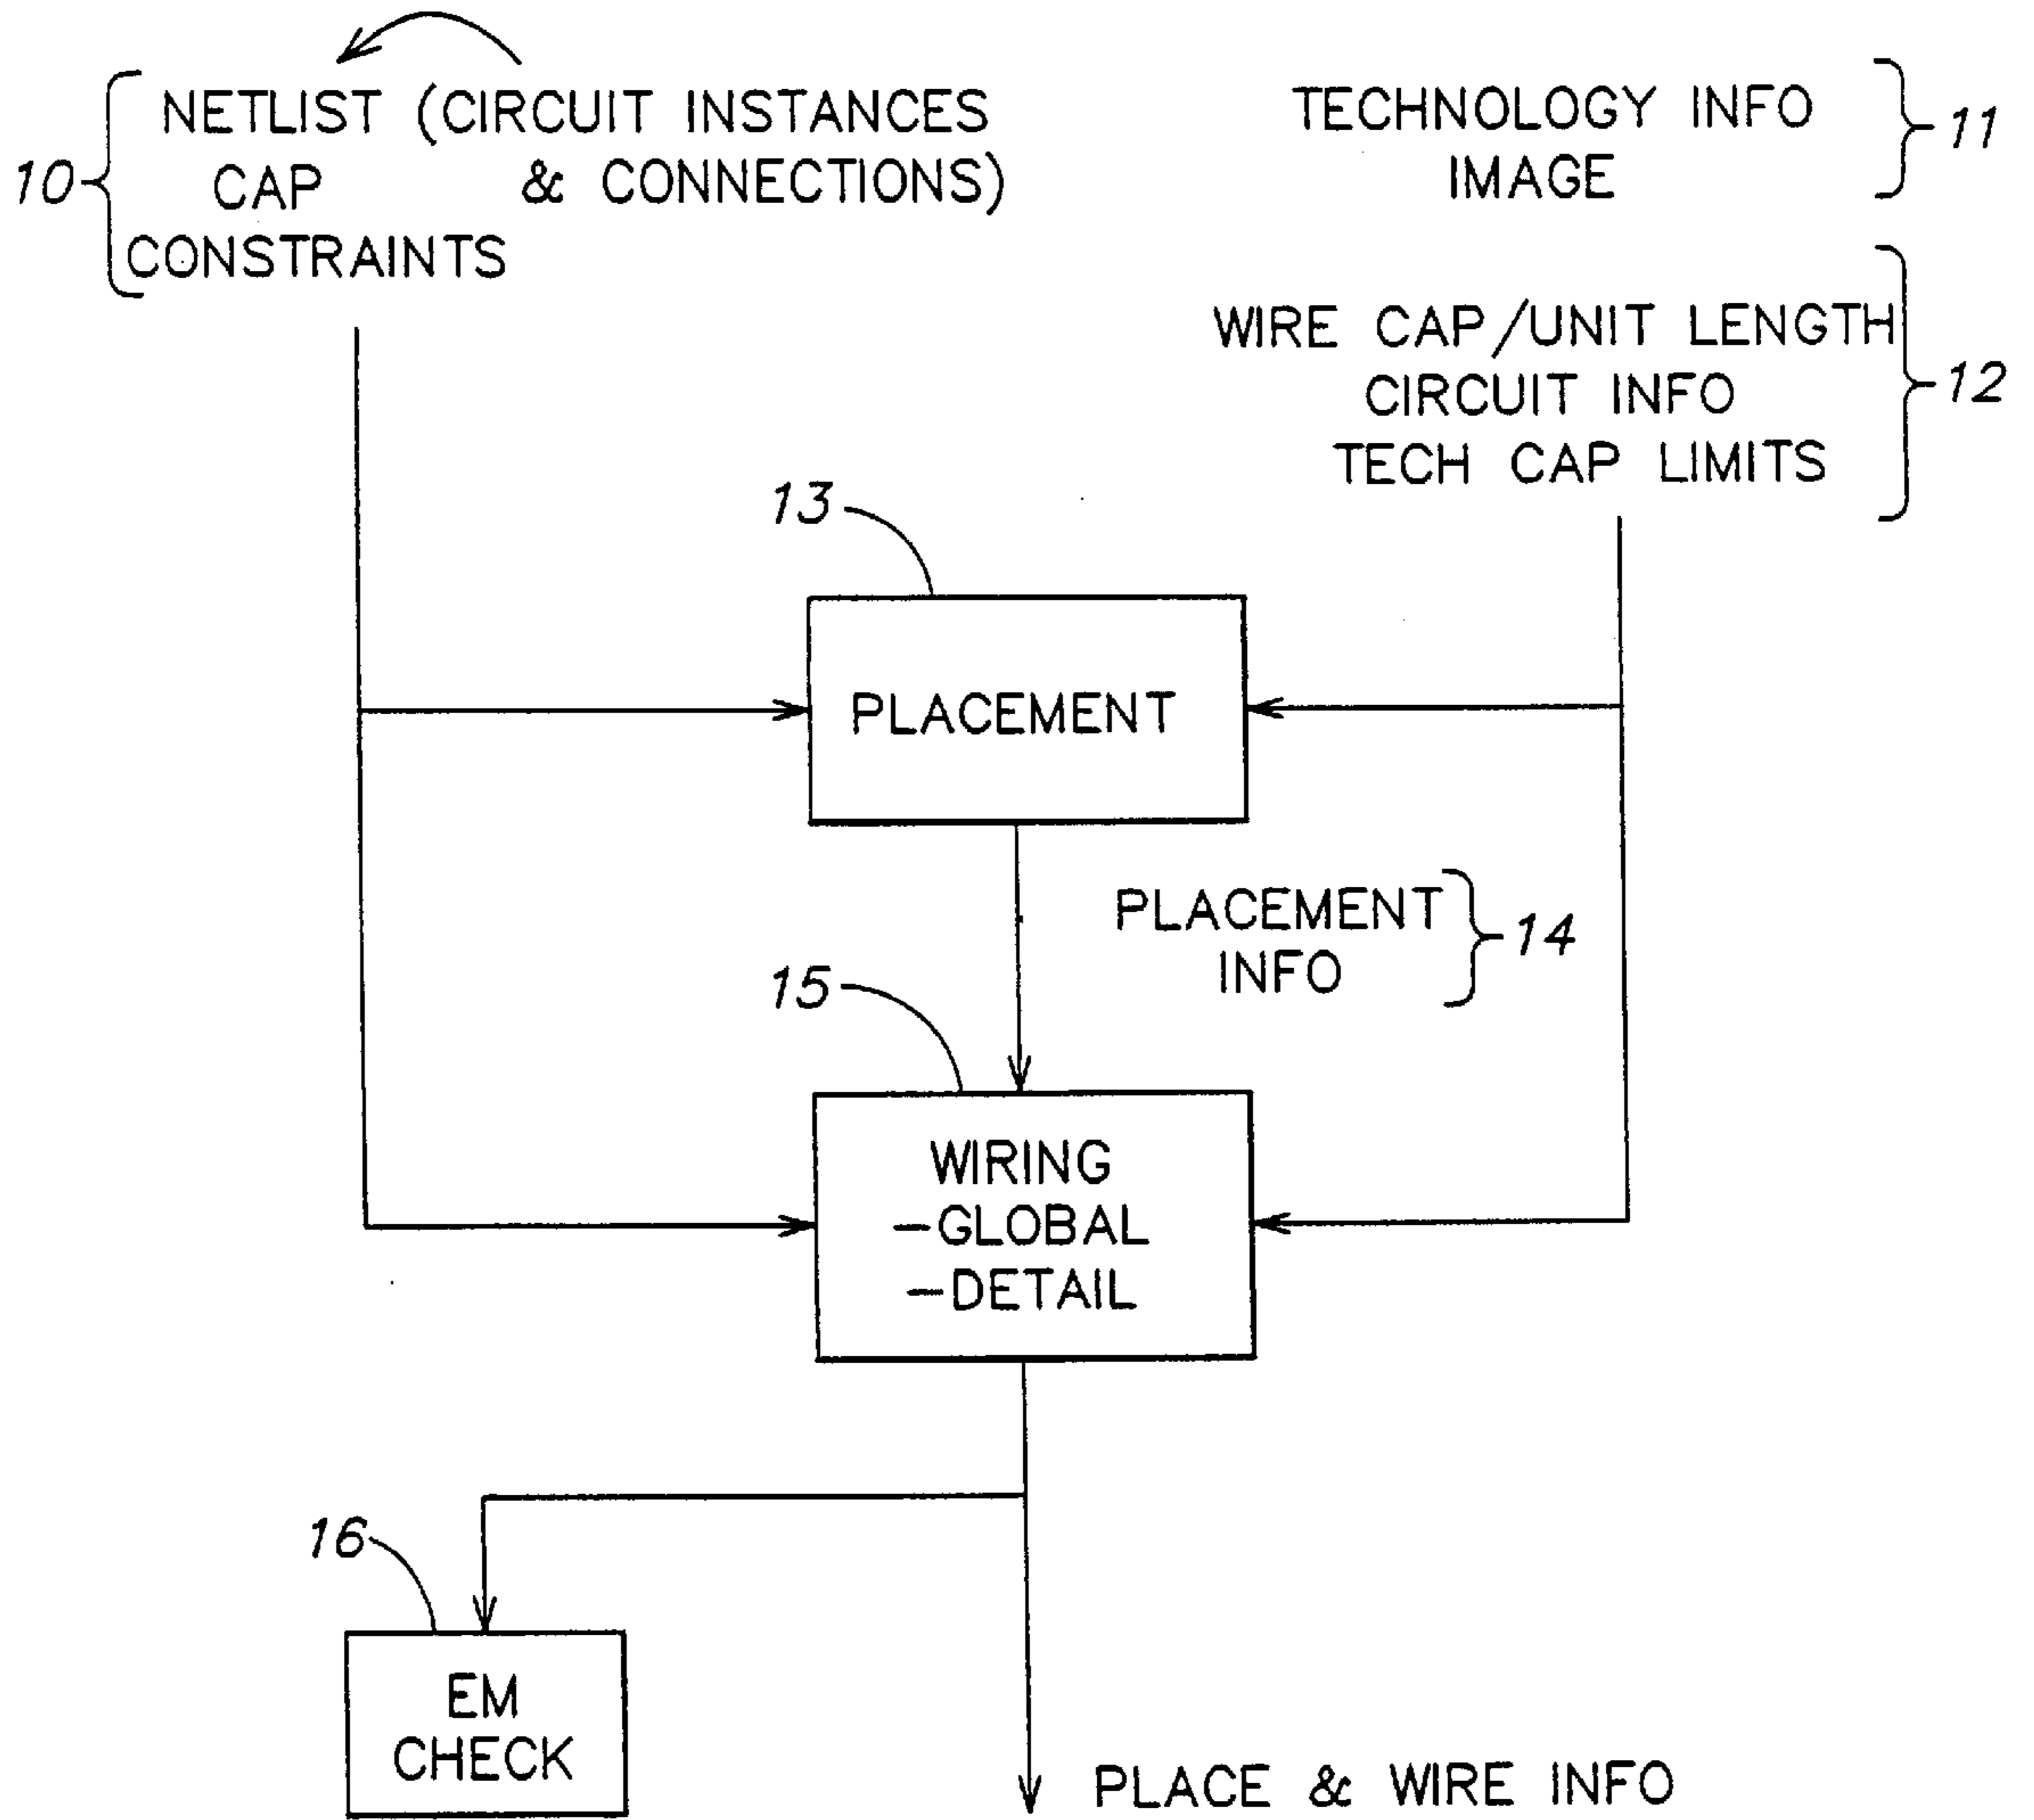 NETLIST (CIRCUIT INSTANCES
& CONNECTIONS)
CAP
CONSTRAINTS
10
TECHNOLOGY INFO
IMAGE
11
WIRE CAP/UNIT LENGTH
CIRCUIT INFO
TECH CAP LIMITS
12
13
PLACEMENT
PLACEMENT
INFO
14
15
WIRING
-GLOBAL
-DETAIL
16
EM
CHECK
PLACE & WIRE INFO